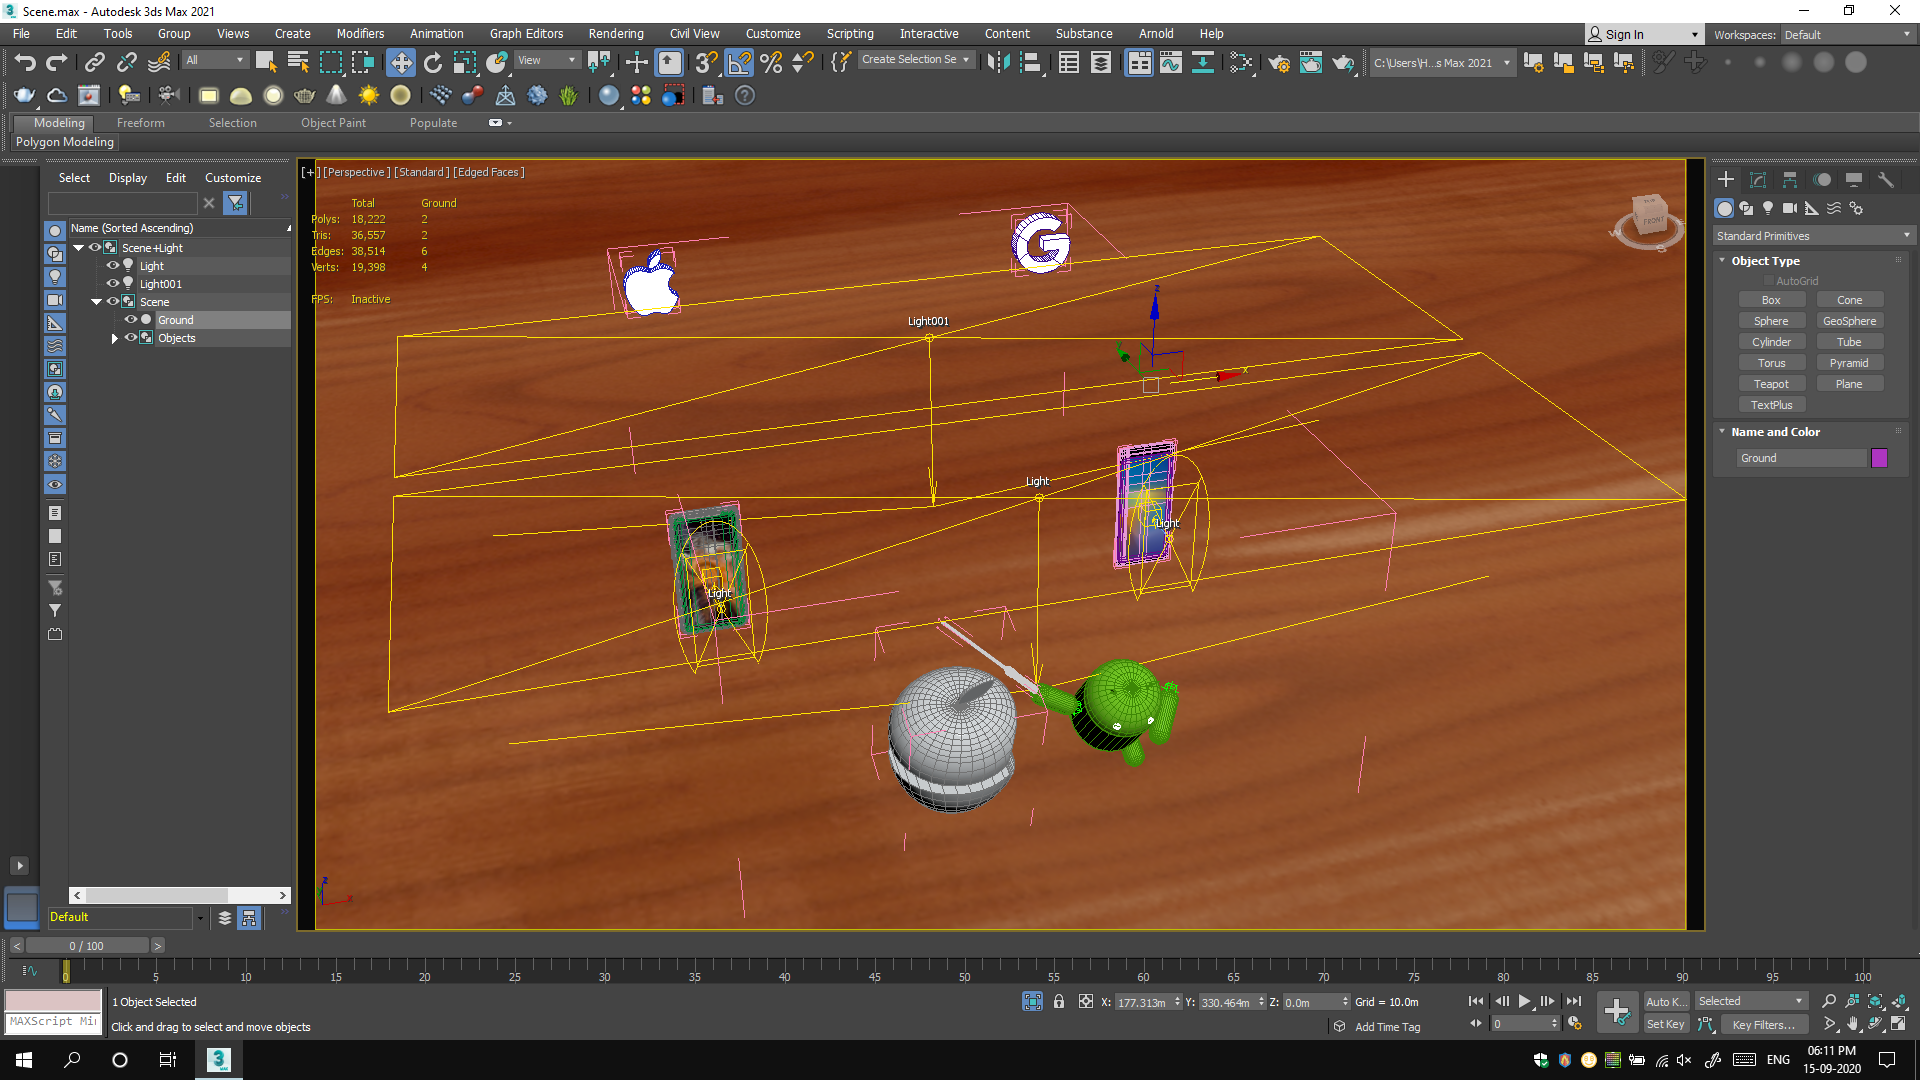 Scene.max - Autodesk 3ds Max 2021
File Edit Tools Group Views Create Modifiers Animation Graph Editors Rendering Civil View Customize Scripting Interactive Content Substance Arnold Help
Sign In
Workspaces: Default
All
View
Create Selection Se
C:\Users\H...s Max 2021
Modeling Freeform Selection Object Paint Populate
Polygon Modeling
Select Display Edit Customize
Name (Sorted Ascending)
Scene+Light
Light
Light001
Scene
Ground
Objects
Default
[+] [Perspective ] [Standard ] [Edged Faces ]
Total Ground
Polys: 18,222 2
Tris: 36,557 2
Edges: 38,514 6
Verts: 19,398 4
FPS: Inactive
Light001
Light
Light
Light
z
x
FRONT
W
S
z
x
Standard Primitives
Object Type
AutoGrid
Box Cone
Sphere GeoSphere
Cylinder Tube
Torus Pyramid
Teapot Plane
TextPlus
Name and Color
Ground
< 0 / 100 >
0 5 10 15 20 25 30 35 40 45 50 55 60 65 70 75 80 85 90 95 100
1 Object Selected
X: 177.313m Y: 330.464m Z: 0.0m Grid = 10.0m
Auto K... Selected
MAXScript Mi
Click and drag to select and move objects
Add Time Tag
0
Set Key Key Filters...
ENG
06:11 PM
15-09-2020